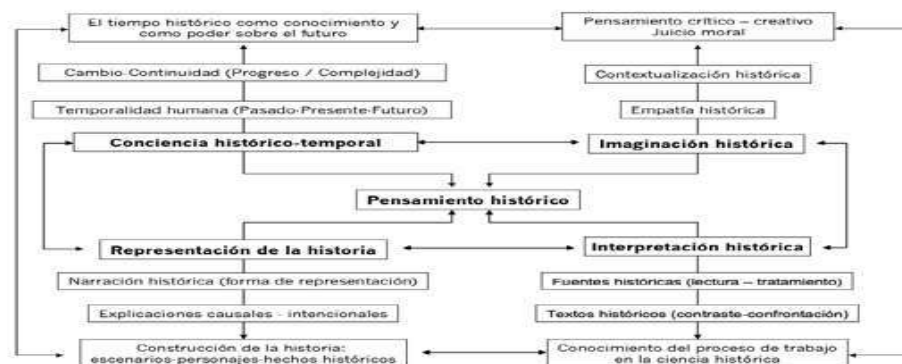 El tiempo histórico como conocimiento y
como poder sobre el futuro
Pensamiento crítico – creativo
Juicio moral
Cambio-Continuidad (Progreso / Complejidad)
Contextualización histórica
Temporalidad humana (Pasado-Presente-Futuro)
Empatía histórica
Conciencia histórico-temporal
Imaginación histórica
Pensamiento histórico
Representación de la historia
Interpretación histórica
Narración histórica (forma de representación)
Fuentes históricas (lectura – tratamiento)
Explicaciones causales - intencionales
Textos históricos (contraste-confrontación)
Construcción de la historia:
escenarios-personajes-hechos históricos
Conocimiento del proceso de trabajo
en la ciencia histórica